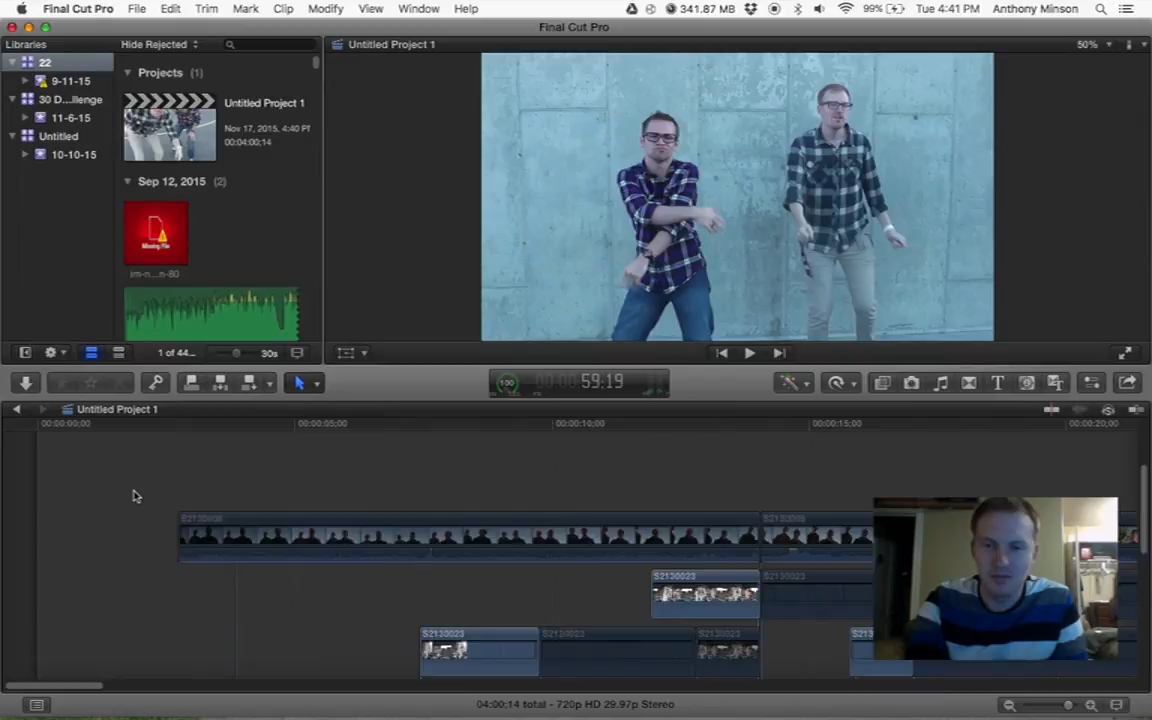 Final Cut Pro File Edit Trim Mark Clip Modify View Window Help 341.87 MB 99% Tue 4:41 PM Anthony Minson
Final Cut Pro
Libraries Hide Rejected Untitled Project 1 50%
22
9-11-15
30 D...llenge
11-6-15
Untitled
10-10-15
Projects (1)
Untitled Project 1
Nov 17, 2015, 4:40 PM
00:04:00;14
Sep 12, 2015 (2)
Missing File
im-n...n-80
1 of 44... 30s
100 59:19
Untitled Project 1
00:00:00;00 00:00:05;00 00:00:10;00 00:00:15;00 00:00:20;00
S2130023 S2130023
S2130023 S2130023 S2130023
04:00;14 total - 720p HD 29.97p Stereo